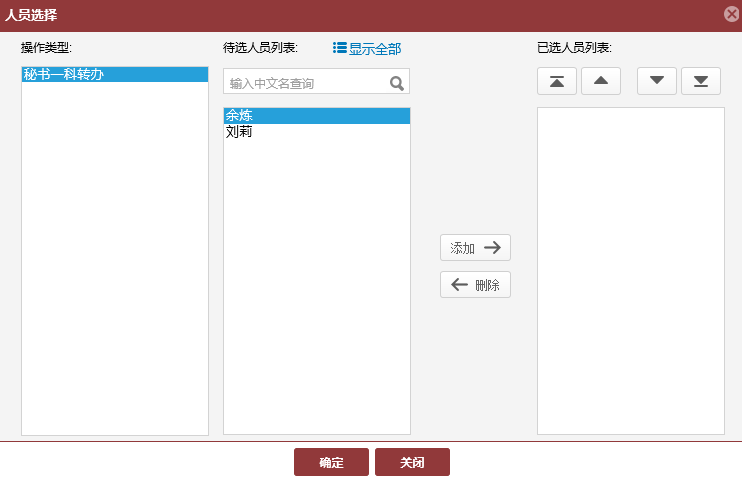 人员选择
操作类型:
待选人员列表:
显示全部
已选人员列表:
秘书一科转办
输入中文名查询
余炼
刘莉
添加
删除
确定
关闭